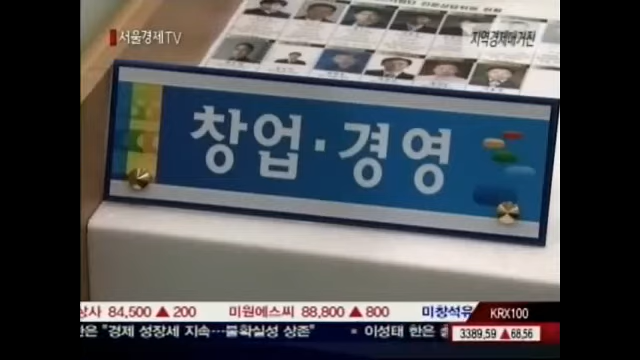 서울경제TV
지역경제매거진
창업·경영
상사 84,500 ▲200 미원에스씨 88,800 ▲800 미창석유 KRX100
은 "경제 성장세 지속…불확실성 상존" ■ 이성태 한은 3389.59 ▲68.56